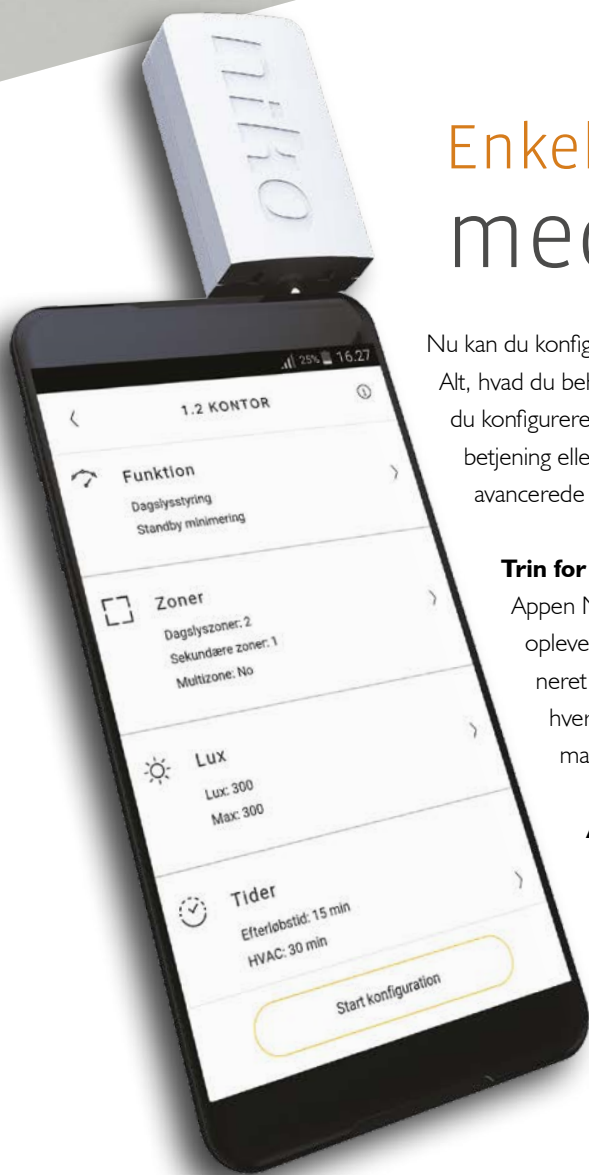 niko
Enkel
med
Nu kan du konfig
Alt, hvad du beh
du konfigurere
betjening elle
avancerede
Trin for
Appen N
opleve
neret
hver
ma
25% 16.27
1.2 KONTOR
Funktion
Dagslysstyring
Standby minimering
Zoner
Dagslyszoner: 2
Sekundære zoner: 1
Multizone: No
Lux
Lux: 300
Max: 300
Tider
Efterløbstid: 15 min
HVAC: 30 min
Start konfiguration